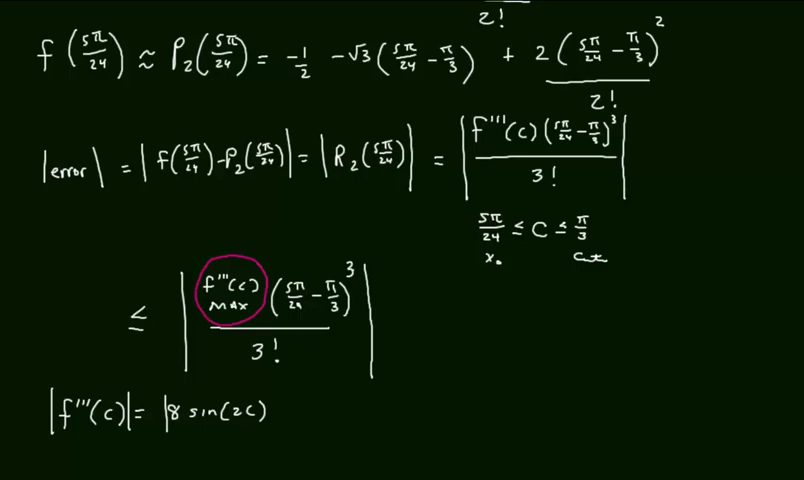 2!
f(5π/24) ≈ P₂(5π/24) = -1/2 -√3(5π/24 - π/3) + 2(5π/24 - π/3)²/2!
|error| = |f(5π/24) - P₂(5π/24)| = |R₂(5π/24)| = |f'''(c)(5π/24 - π/3)³/3!|
5π/24 ≤ C ≤ π/3
x₀
≤ |f'''(c) MAX (5π/24 - π/3)³/3!|
|f'''(c)| = |8 sin(2c)